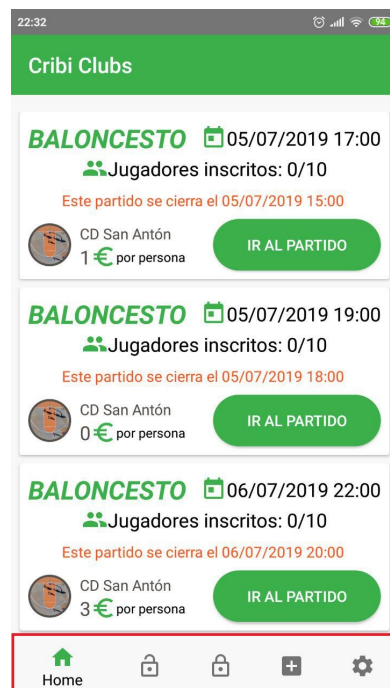 22:32
94
Cribi Clubs
BALONCESTO 05/07/2019 17:00
Jugadores inscritos: 0/10
Este partido se cierra el 05/07/2019 15:00
CD San Antón
1 € por persona
IR AL PARTIDO
BALONCESTO 05/07/2019 19:00
Jugadores inscritos: 0/10
Este partido se cierra el 05/07/2019 18:00
CD San Antón
0 € por persona
IR AL PARTIDO
BALONCESTO 06/07/2019 22:00
Jugadores inscritos: 0/10
Este partido se cierra el 06/07/2019 20:00
CD San Antón
3 € por persona
IR AL PARTIDO
Home